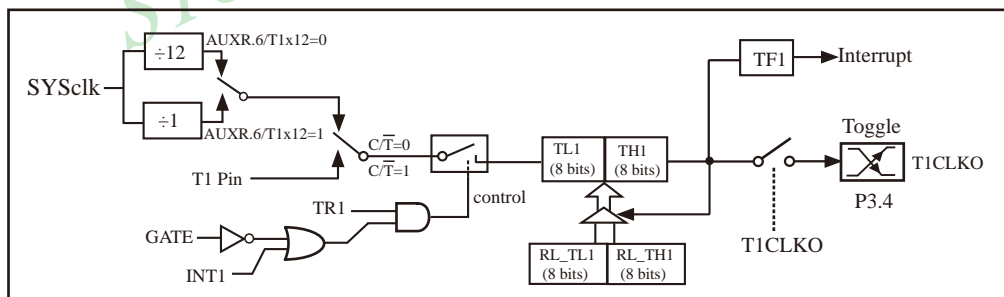 ÷12
AUXR.6/T1x12=0
SYSclk
÷1
AUXR.6/T1x12=1
T1 Pin
C/T̅=0
C/T̅=1
TR1
control
GATE
INT1
TL1
(8 bits)
TH1
(8 bits)
RL_TL1
(8 bits)
RL_TH1
(8 bits)
TF1
Interrupt
Toggle
T1CLKO
P3.4
T1CLKO